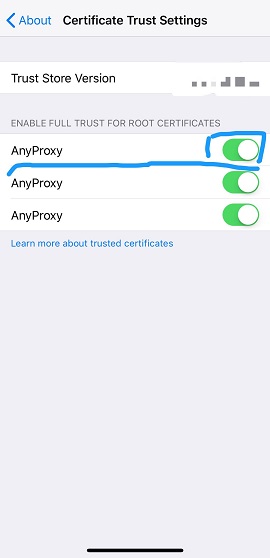 About Certificate Trust Settings
Trust Store Version
ENABLE FULL TRUST FOR ROOT CERTIFICATES
AnyProxy
AnyProxy
AnyProxy
Learn more about trusted certificates